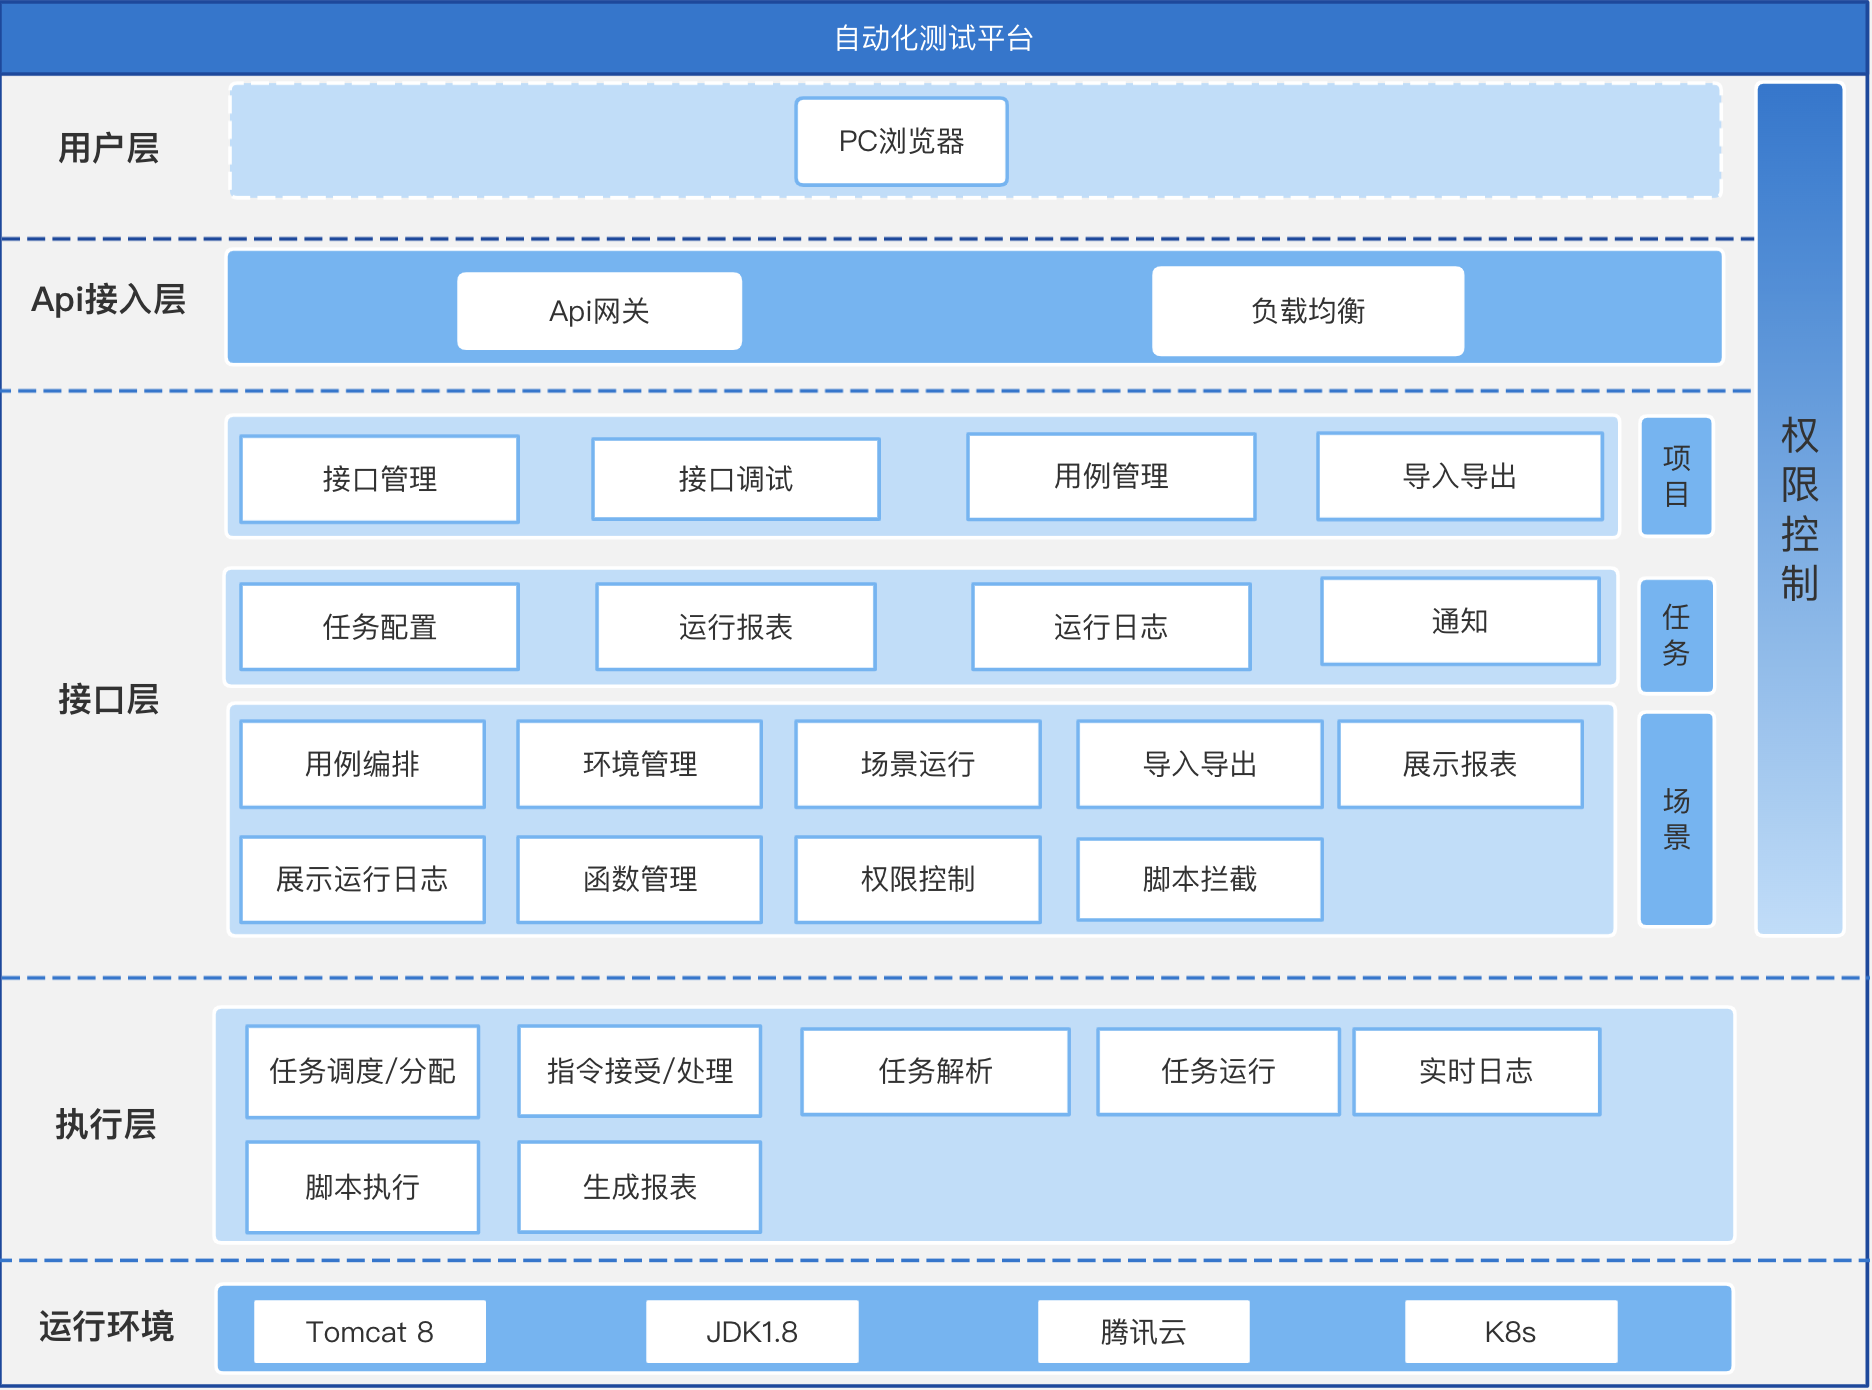 自动化测试平台
用户层
PC浏览器
Api接入层
Api网关
负载均衡
权
限
控
制
接口层
接口管理
接口调试
用例管理
导入导出
项
目
任务配置
运行报表
运行日志
通知
任
务
用例编排
环境管理
场景运行
导入导出
展示报表
展示运行日志
函数管理
权限控制
脚本拦截
场
景
执行层
任务调度/分配
指令接受/处理
任务解析
任务运行
实时日志
脚本执行
生成报表
运行环境
Tomcat 8
JDK1.8
腾讯云
K8s